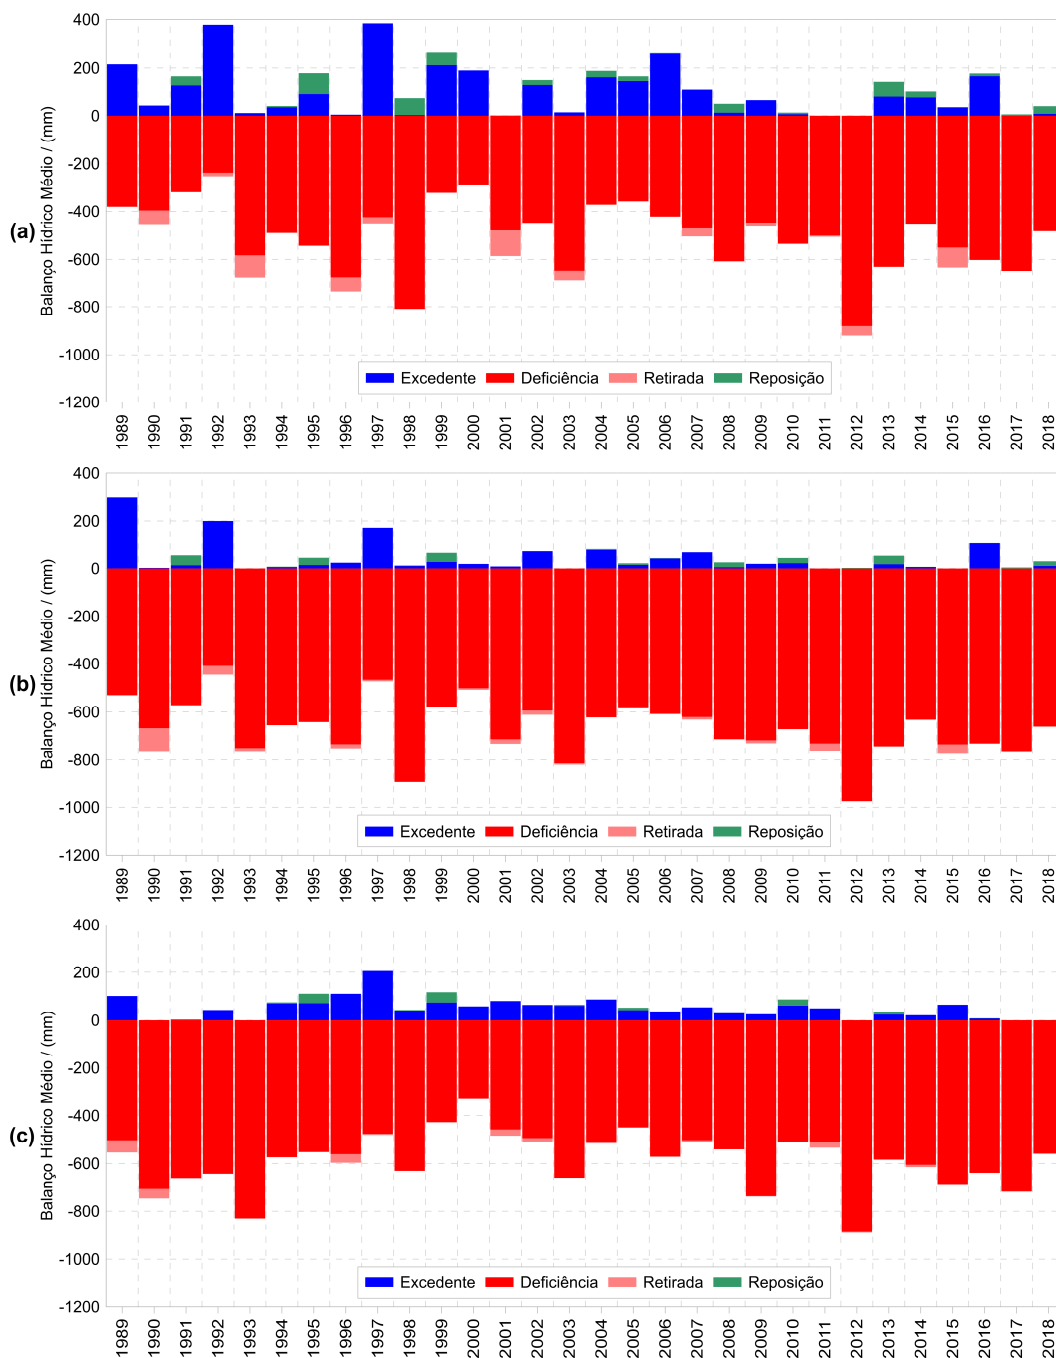 400
200
0
-200
-400
-600
-800
-1000
-1200
(a)
Balanço Hídrico Médio / (mm)
Excedente Deficiência Retirada Reposição
1989 1990 1991 1992 1993 1994 1995 1996 1997 1998 1999 2000 2001 2002 2003 2004 2005 2006 2007 2008 2009 2010 2011 2012 2013 2014 2015 2016 2017 2018
400
200
0
-200
-400
-600
-800
-1000
-1200
(b)
Balanço Hídrico Médio / (mm)
Excedente Deficiência Retirada Reposição
1989 1990 1991 1992 1993 1994 1995 1996 1997 1998 1999 2000 2001 2002 2003 2004 2005 2006 2007 2008 2009 2010 2011 2012 2013 2014 2015 2016 2017 2018
400
200
0
-200
-400
-600
-800
-1000
-1200
(c)
Balanço Hídrico Médio / (mm)
Excedente Deficiência Retirada Reposição
1989 1990 1991 1992 1993 1994 1995 1996 1997 1998 1999 2000 2001 2002 2003 2004 2005 2006 2007 2008 2009 2010 2011 2012 2013 2014 2015 2016 2017 2018